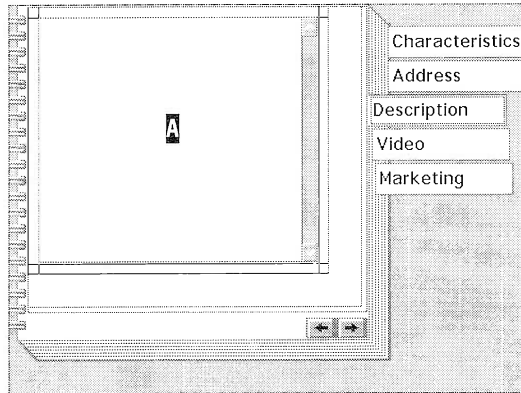 Characteristics
Address
Description
A
Video
Marketing